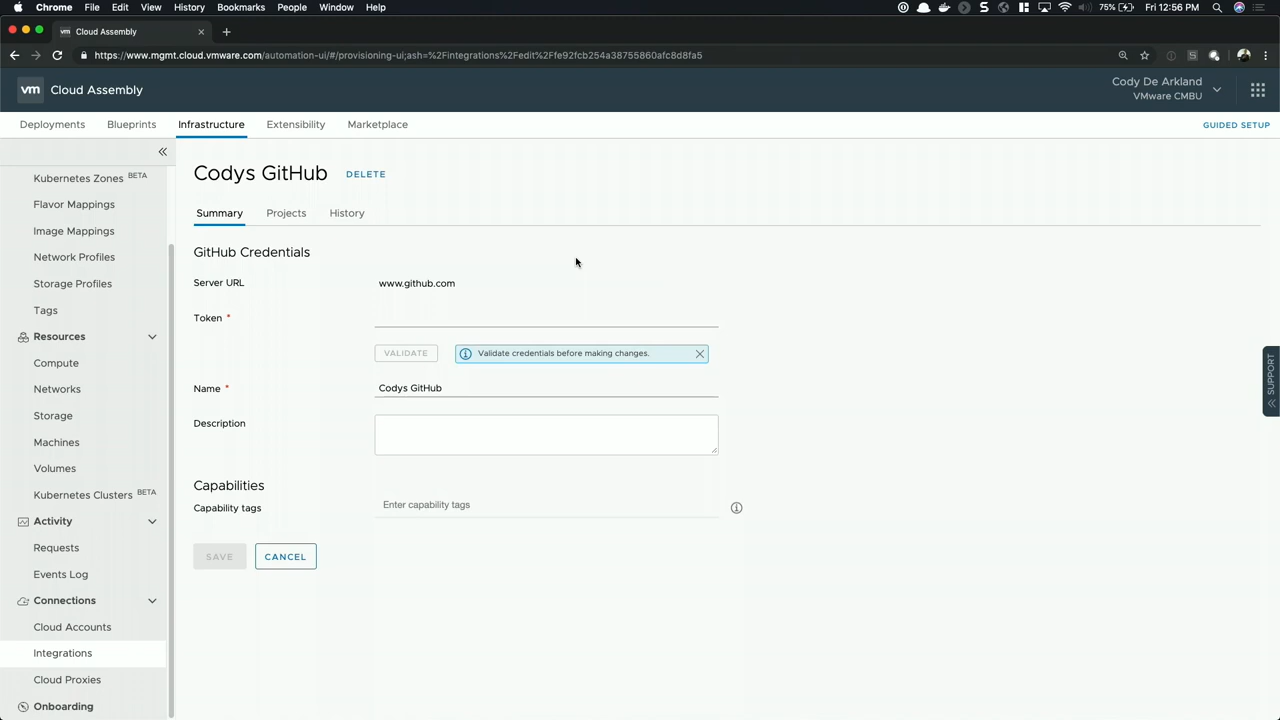 Chrome File Edit View History Bookmarks People Window Help 75% Fri 12:56 PM
vm Cloud Assembly
https://www.mgmt.cloud.vmware.com/automation-ui/#/provisioning-ui;ash=%2Fintegrations%2Fedit%2Ffe92fcb254a38755860afc8d8fa5
vm Cloud Assembly
Cody De Arkland
VMware CMBU
Deployments Blueprints Infrastructure Extensibility Marketplace GUIDED SETUP
Kubernetes Zones BETA
Flavor Mappings
Image Mappings
Network Profiles
Storage Profiles
Tags
Resources
Compute
Networks
Storage
Machines
Volumes
Kubernetes Clusters BETA
Activity
Requests
Events Log
Connections
Cloud Accounts
Integrations
Cloud Proxies
Onboarding
Codys GitHub DELETE
Summary Projects History
GitHub Credentials
Server URL www.github.com
Token *
VALIDATE Validate credentials before making changes.
Name * Codys GitHub
Description
Capabilities
Capability tags Enter capability tags
SAVE CANCEL
SUPPORT